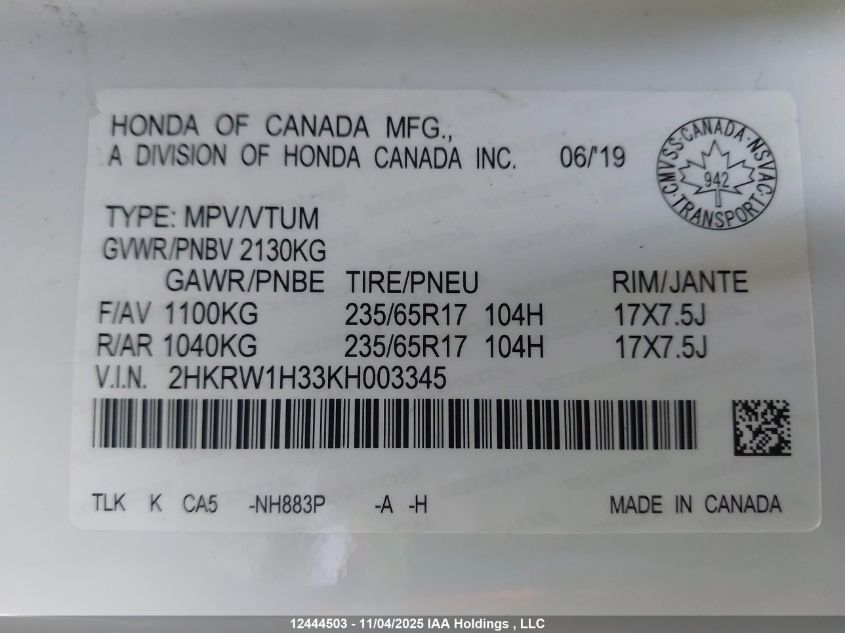 HONDA OF CANADA MFG.,
A DIVISION OF HONDA CANADA INC. 06/'19
CMVSS·CANADA·NSVAC·TRANSPORT·
942
TYPE: MPV/VTUM
GVWR/PNBV 2130KG
GAWR/PNBE TIRE/PNEU RIM/JANTE
F/AV 1100KG 235/65R17 104H 17X7.5J
R/AR 1040KG 235/65R17 104H 17X7.5J
V.I.N. 2HKRW1H33KH003345
TLK K CA5 -NH883P -A -H MADE IN CANADA
12444503 - 11/04/2025 IAA Holdings , LLC